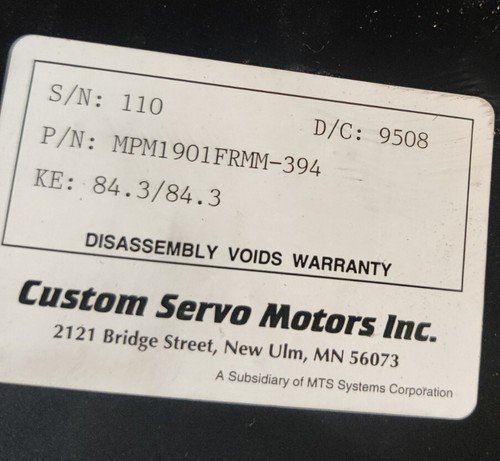 S/N: 110
D/C: 9508
P/N: MPM1901FRMM-394
KE: 84.3/84.3
DISASSEMBLY VOIDS WARRANTY
Custom Servo Motors Inc.
2121 Bridge Street, New Ulm, MN 56073
A Subsidiary of MTS Systems Corporation